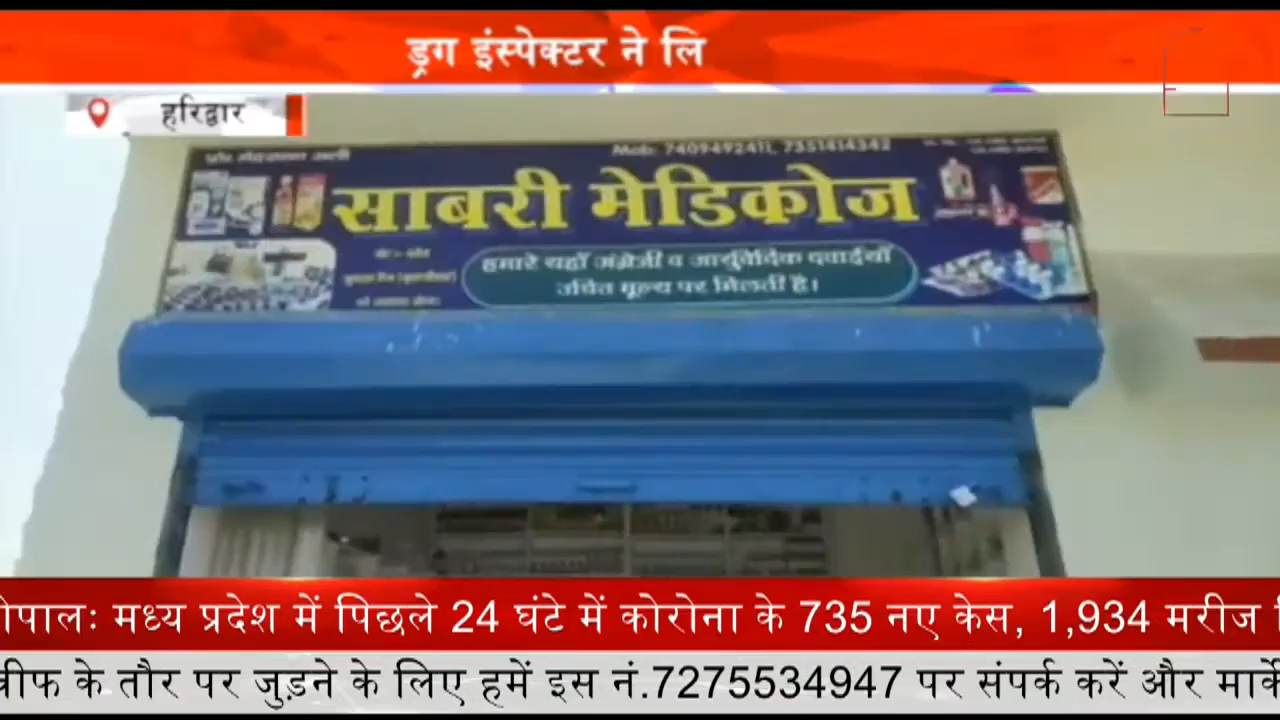 ड्रग इंस्पेक्टर ने लि
हरिद्वार
Mob: 7409492411, 7351414342
साबरी मेडिकोज
हमारे यहाँ अंग्रेजी व आयुर्विदिक दवाईयाँ
उचित मूल्य पर मिलती है।
ोपालः मध्य प्रदेश में पिछले 24 घंटे में कोरोना के 735 नए केस, 1,934 मरीज
चीफ के तौर पर जुड़ने के लिए हमें इस नं.7275534947 पर संपर्क करें और मार्के